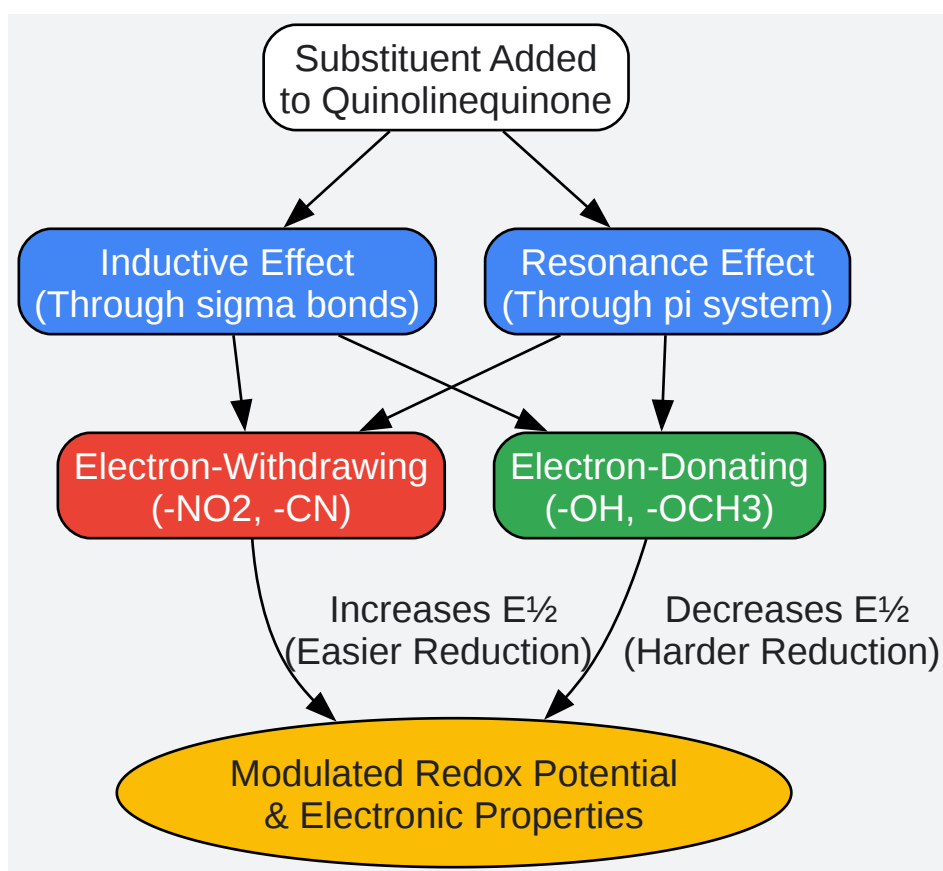 Substituent Added
to Quinolinequinone
Inductive Effect
(Through sigma bonds)
Resonance Effect
(Through pi system)
Electron-Withdrawing
(-NO2, -CN)
Electron-Donating
(-OH, -OCH3)
Increases E½
(Easier Reduction)
Decreases E½
(Harder Reduction)
Modulated Redox Potential
& Electronic Properties